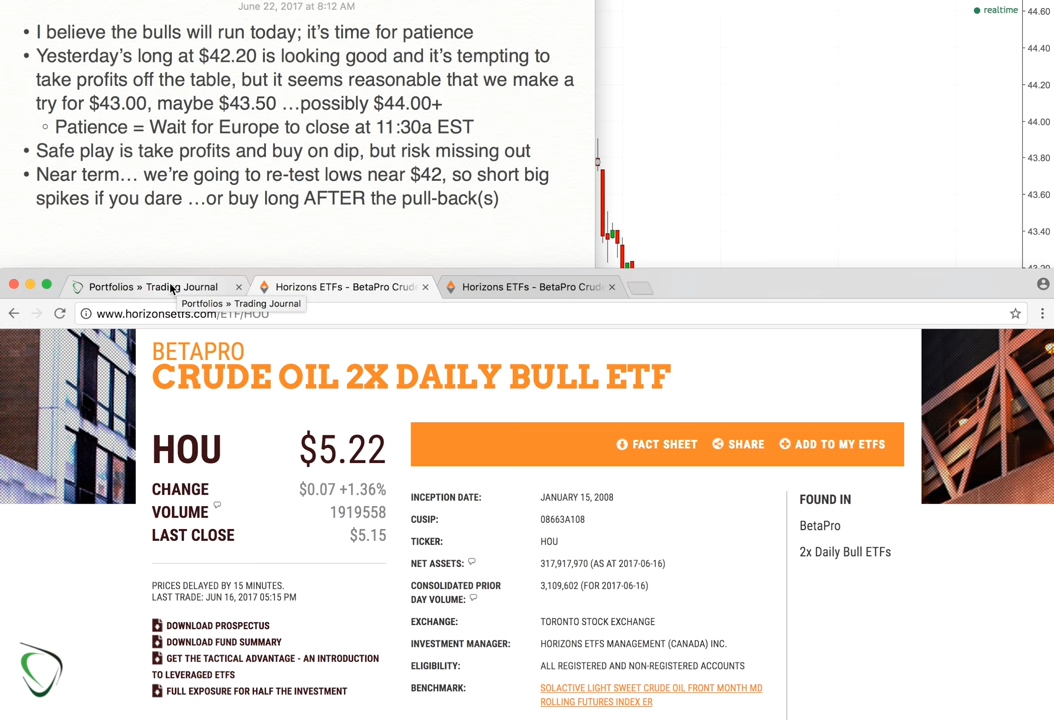 June 22, 2017 at 8:12 AM
• I believe the bulls will run today; it's time for patience
• Yesterday's long at $42.20 is looking good and it's tempting to
take profits off the table, but it seems reasonable that we make a
try for $43.00, maybe $43.50 …possibly $44.00+
◦ Patience = Wait for Europe to close at 11:30a EST
• Safe play is take profits and buy on dip, but risk missing out
• Near term… we're going to re-test lows near $42, so short big
spikes if you dare …or buy long AFTER the pull-back(s)
realtime
44.60
44.40
44.20
44.00
43.80
43.60
43.40
43.20
Portfolios » Trading Journal
Horizons ETFs - BetaPro Crude
Horizons ETFs - BetaPro Crude
Portfolios » Trading Journal
www.horizonsetfs.com/ETF/HOU
BETAPRO
CRUDE OIL 2X DAILY BULL ETF
HOU $5.22
CHANGE $0.07 +1.36%
VOLUME 1919558
LAST CLOSE $5.15
PRICES DELAYED BY 15 MINUTES.
LAST TRADE: JUN 16, 2017 05:15 PM
DOWNLOAD PROSPECTUS
DOWNLOAD FUND SUMMARY
GET THE TACTICAL ADVANTAGE - AN INTRODUCTION
TO LEVERAGED ETFS
FULL EXPOSURE FOR HALF THE INVESTMENT
FACT SHEET SHARE ADD TO MY ETFS
INCEPTION DATE: JANUARY 15, 2008
CUSIP: 08663A108
TICKER: HOU
NET ASSETS: 317,917,970 (AS AT 2017-06-16)
CONSOLIDATED PRIOR 3,109,602 (FOR 2017-06-16)
DAY VOLUME:
EXCHANGE: TORONTO STOCK EXCHANGE
INVESTMENT MANAGER: HORIZONS ETFS MANAGEMENT (CANADA) INC.
ELIGIBILITY: ALL REGISTERED AND NON-REGISTERED ACCOUNTS
BENCHMARK: SOLACTIVE LIGHT SWEET CRUDE OIL FRONT MONTH MD
ROLLING FUTURES INDEX ER
FOUND IN
BetaPro
2x Daily Bull ETFs